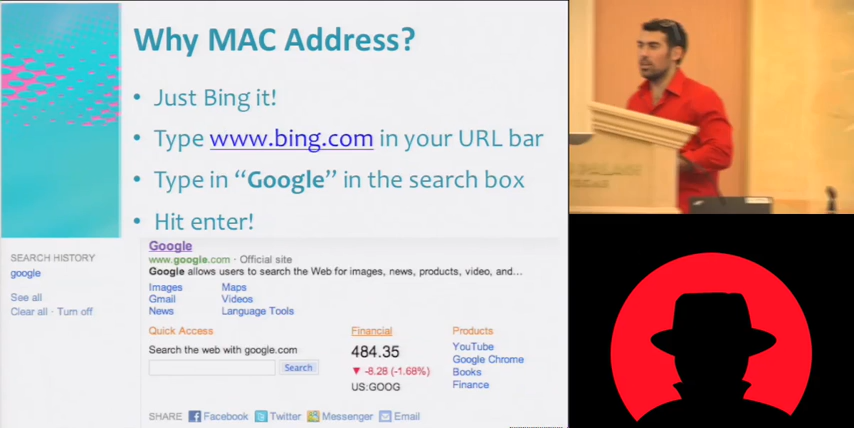 Why MAC Address?
• Just Bing it!
• Type www.bing.com in your URL bar
• Type in “Google” in the search box
• Hit enter!
SEARCH HISTORY
google
See all
Clear all · Turn off
Google
www.google.com · Official site
Google allows users to search the Web for images, news, products, video, and...
Images Maps
Gmail Videos
News Language Tools
Quick Access
Search the web with google.com
Search
Financial
484.35
▼ -8.28 (-1.68%)
US:GOOG
Products
YouTube
Google Chrome
Books
Finance
SHARE Facebook Twitter Messenger Email